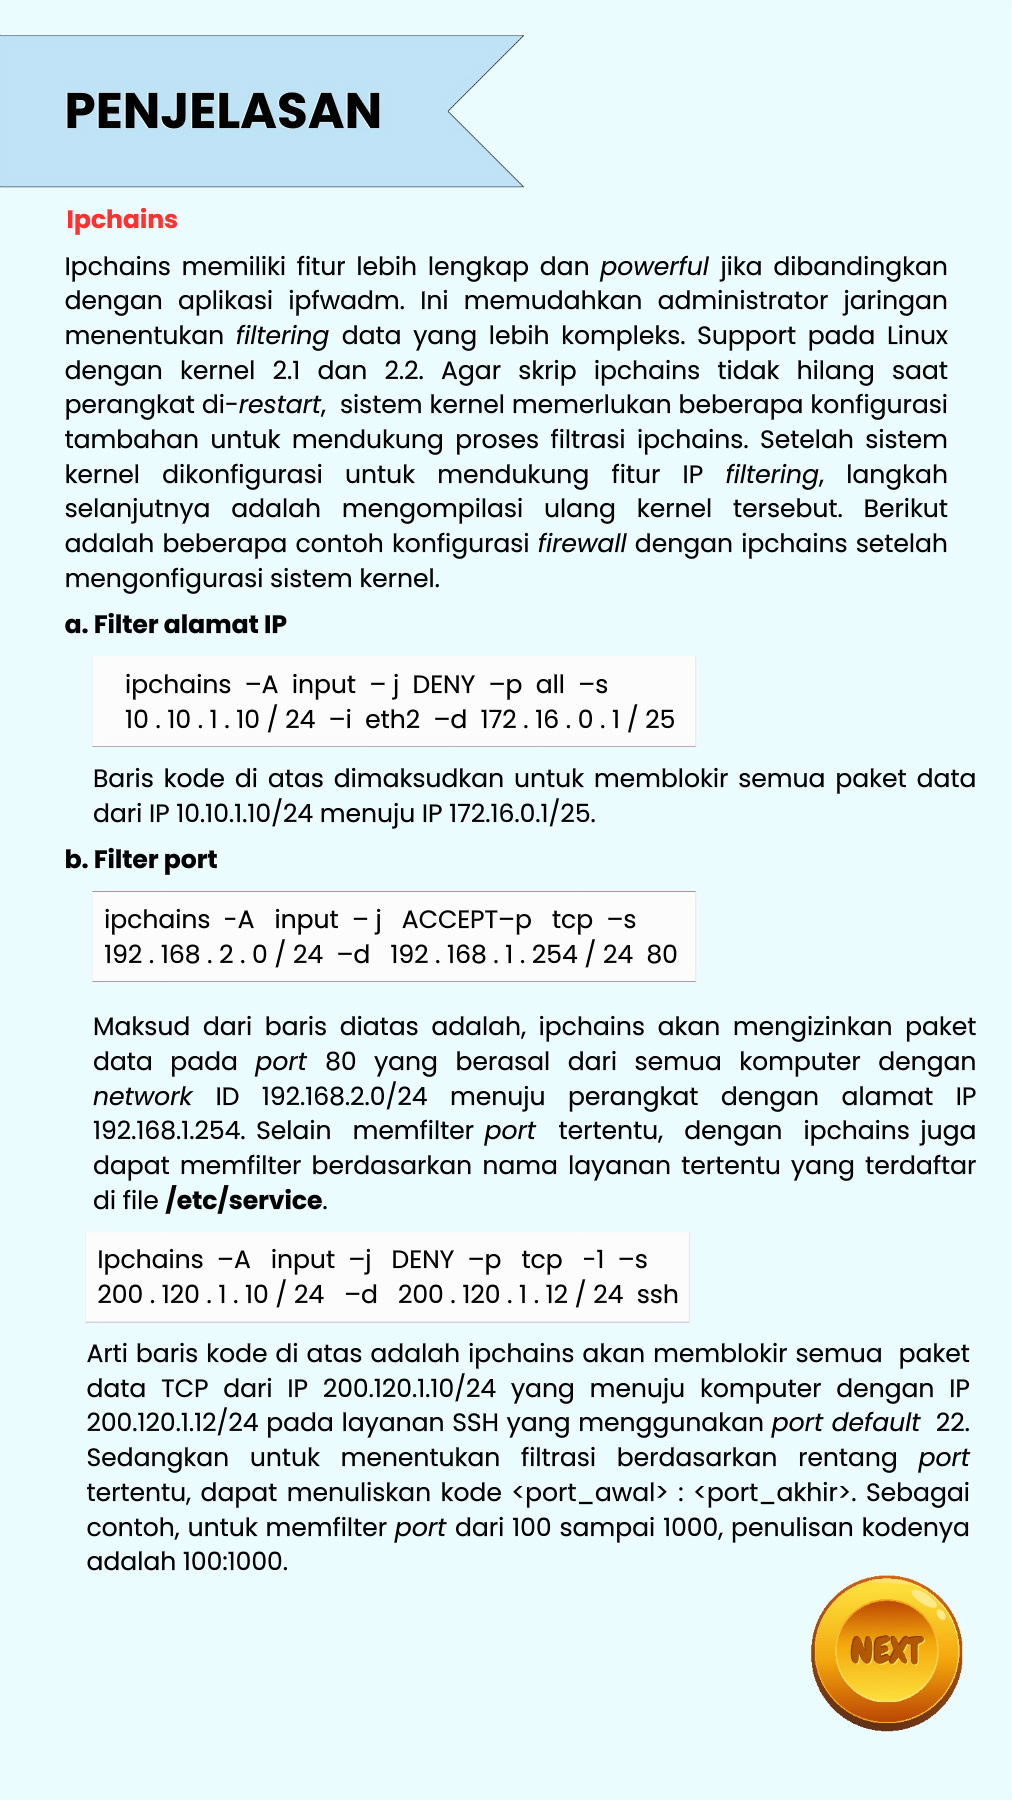 PENJELASAN
Ipchains
Ipchains memiliki fitur lebih lengkap dan powerful jika dibandingkan
dengan aplikasi ipfwadm. Ini memudahkan administrator jaringan
menentukan filtering data yang lebih kompleks. Support pada Linux
dengan kernel 2.1 dan 2.2. Agar skrip ipchains tidak hilang saat
perangkat di-restart, sistem kernel memerlukan beberapa konfigurasi
tambahan untuk mendukung proses filtrasi ipchains. Setelah sistem
kernel dikonfigurasi untuk mendukung fitur IP filtering, langkah
selanjutnya adalah mengompilasi ulang kernel tersebut. Berikut
adalah beberapa contoh konfigurasi firewall dengan ipchains setelah
mengonfigurasi sistem kernel.
a. Filter alamat IP
ipchains –A input – j DENY –p all –s
10 . 10 . 1 . 10 / 24 –i eth2 –d 172 . 16 . 0 . 1 / 25
Baris kode di atas dimaksudkan untuk memblokir semua paket data
dari IP 10.10.1.10/24 menuju IP 172.16.0.1/25.
b. Filter port
ipchains -A input – j ACCEPT–p tcp –s
192 . 168 . 2 . 0 / 24 –d 192 . 168 . 1 . 254 / 24 80
Maksud dari baris diatas adalah, ipchains akan mengizinkan paket
data pada port 80 yang berasal dari semua komputer dengan
network ID 192.168.2.0/24 menuju perangkat dengan alamat IP
192.168.1.254. Selain memfilter port tertentu, dengan ipchains juga
dapat memfilter berdasarkan nama layanan tertentu yang terdaftar
di file /etc/service.
Ipchains –A input –j DENY –p tcp -1 –s
200 . 120 . 1 . 10 / 24 –d 200 . 120 . 1 . 12 / 24 ssh
Arti baris kode di atas adalah ipchains akan memblokir semua paket
data TCP dari IP 200.120.1.10/24 yang menuju komputer dengan IP
200.120.1.12/24 pada layanan SSH yang menggunakan port default 22.
Sedangkan untuk menentukan filtrasi berdasarkan rentang port
tertentu, dapat menuliskan kode <port_awal> : <port_akhir>. Sebagai
contoh, untuk memfilter port dari 100 sampai 1000, penulisan kodenya
adalah 100:1000.
NEXT